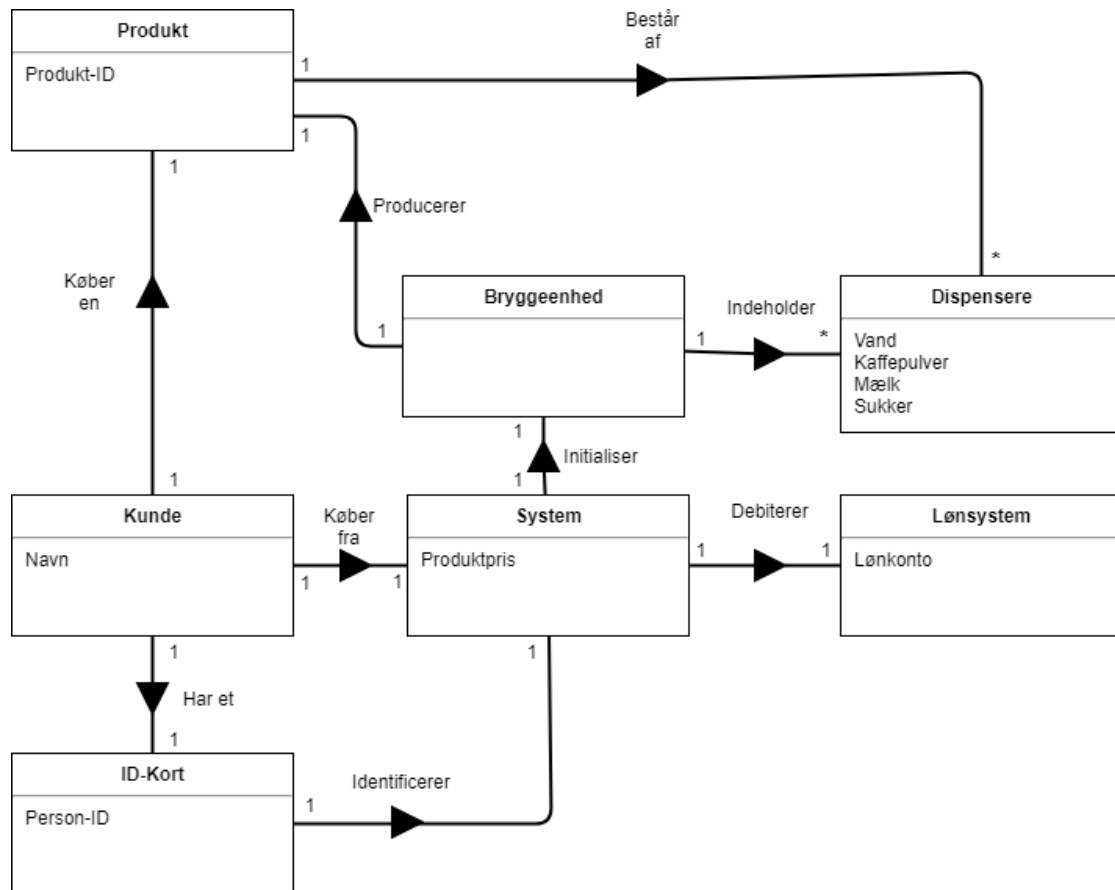 Produkt
Produkt-ID
1
1
1
Består
af
*
Producerer
1
Køber
en
1
Bryggeenhed
1
Indeholder
*
Dispensere
Vand
Kaffepulver
Mælk
Sukker
1
Initialiser
1
Kunde
Navn
1
Køber
fra
1
System
Produktpris
1
Debiterer
1
Lønsystem
Lønkonto
1
Har et
1
1
ID-Kort
Person-ID
1
Identificerer